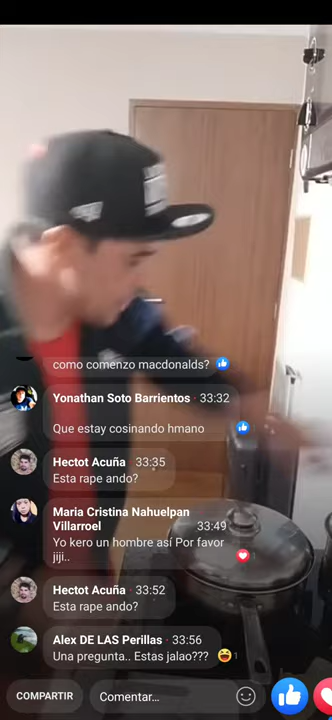 como comenzo macdonalds?
Yonathan Soto Barrientos · 33:32
Que estay cosinando hmano
Hectot Acuña · 33:35
Esta rape ando?
Maria Cristina Nahuelpan
Villarroel · 33:49
Yo kero un hombre así Por favor
jiji..
1
Hectot Acuña · 33:52
Esta rape ando?
Alex DE LAS Perillas · 33:56
Una pregunta.. Estas jalao??? 1
COMPARTIR
Comentar...